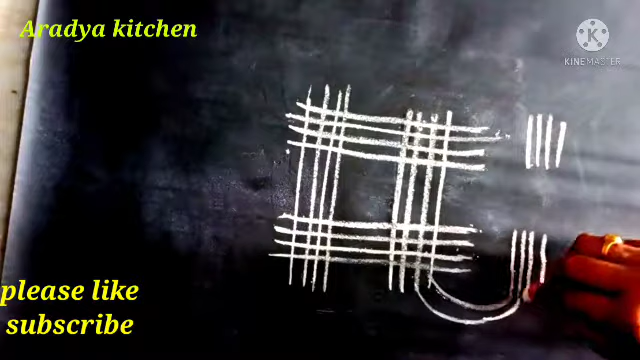 Aradya kitchen
K
KINEMASTER
please like
subscribe